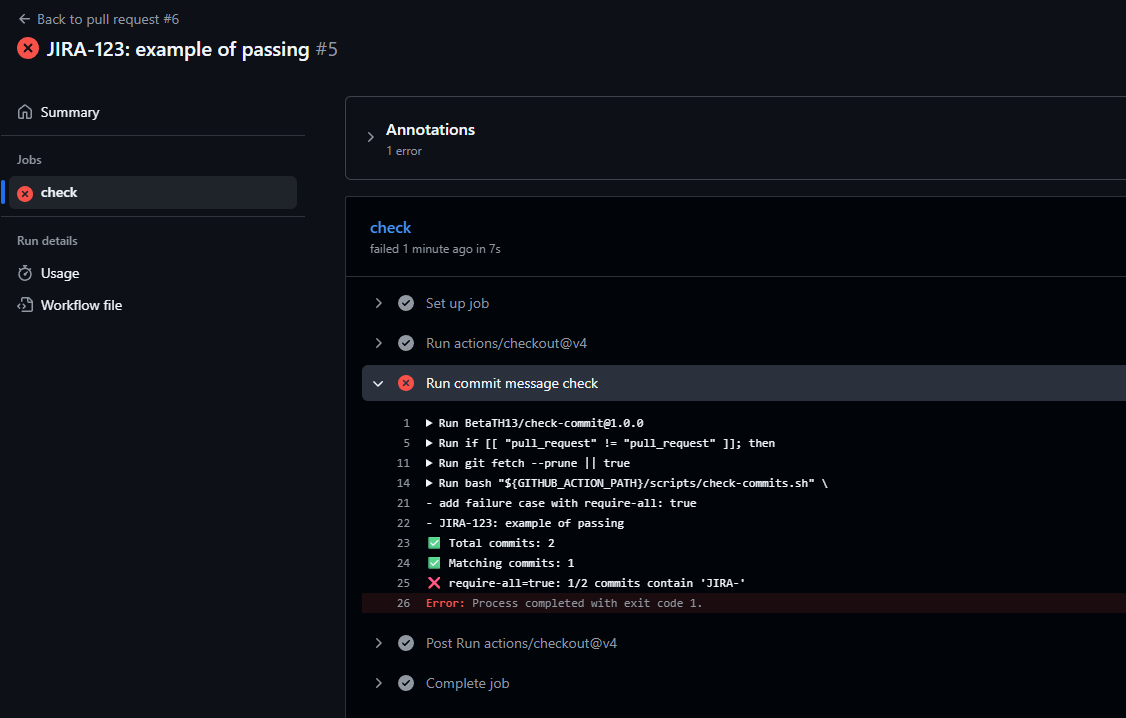 ← Back to pull request #6
JIRA-123: example of passing #5
Summary
Jobs
check
Run details
Usage
Workflow file
Annotations
1 error
check
failed 1 minute ago in 7s
Set up job
Run actions/checkout@v4
Run commit message check
1 ▶ Run BetaTH13/check-commit@1.0.0
5 ▶ Run if [[ "pull_request" != "pull_request" ]]; then
11 ▶ Run git fetch --prune || true
14 ▶ Run bash "${GITHUB_ACTION_PATH}/scripts/check-commits.sh" \
21 - add failure case with require-all: true
22 - JIRA-123: example of passing
23 ✅ Total commits: 2
24 ✅ Matching commits: 1
25 ❌ require-all=true: 1/2 commits contain 'JIRA-'
26 Error: Process completed with exit code 1.
Post Run actions/checkout@v4
Complete job